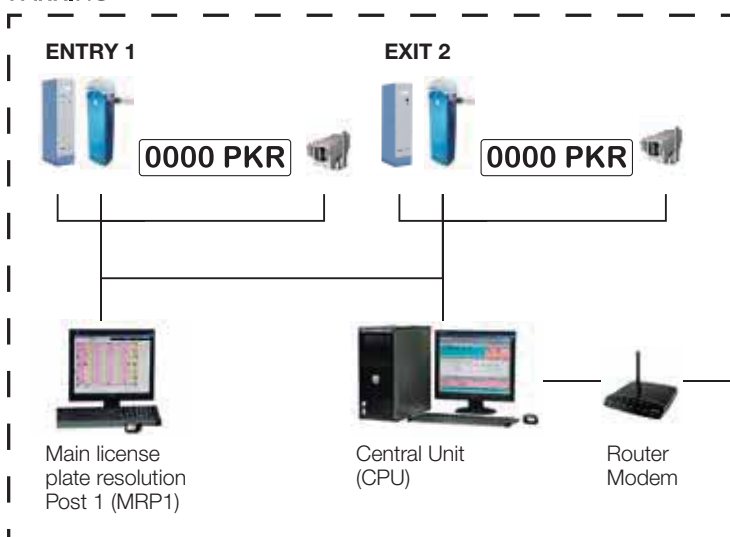 ENTRY 1
EXIT 2
0000 PKR
0000 PKR
Main license
plate resolution
Post 1 (MRP1)
Central Unit
(CPU)
Router
Modem